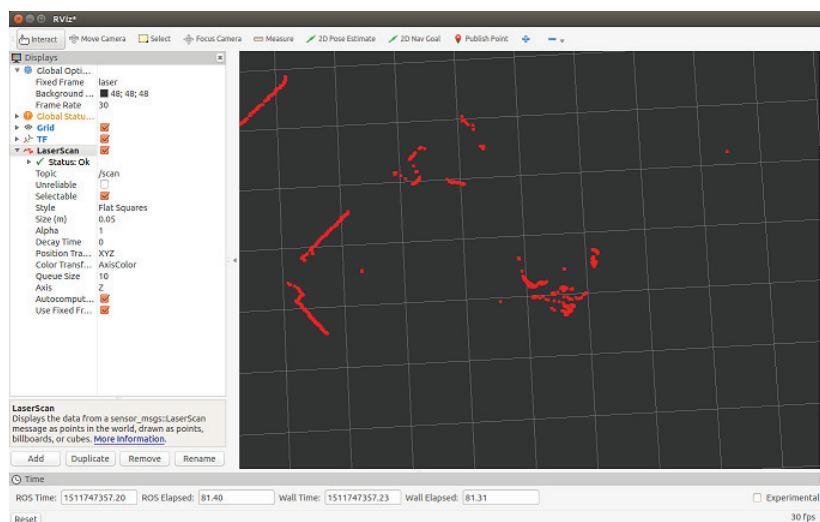 RViz*
Interact Move Camera Select Focus Camera Measure 2D Pose Estimate 2D Nav Goal Publish Point
Displays
Global Opti...
Fixed Frame laser
Background ... 48; 48; 48
Frame Rate 30
Global Statu...
Grid
TF
LaserScan
Status: Ok
Topic /scan
Unreliable
Selectable
Style Flat Squares
Size (m) 0.05
Alpha 1
Decay Time 0
Position Tra... XYZ
Color Transf... AxisColor
Queue Size 10
Axis Z
Autocomput...
Use Fixed Fr...
LaserScan
Displays the data from a sensor_msgs::LaserScan
message as points in the world, drawn as points,
billboards, or cubes. More Information.
Add Duplicate Remove Rename
Time
ROS Time: 1511747357.20 ROS Elapsed: 81.40 Wall Time: 1511747357.23 Wall Elapsed: 81.31 Experimental
Reset 30 fps